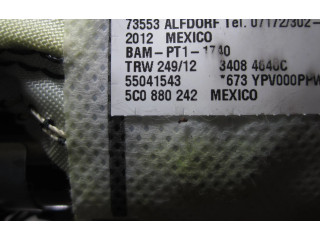 73553 ALFDORF Tel. 07172/302-
2012 MEXICO
BAM-PT1-1740
TRW 249/12 3408 4640C
55041543 *673 YPV000
5C0 880 242 MEXICO